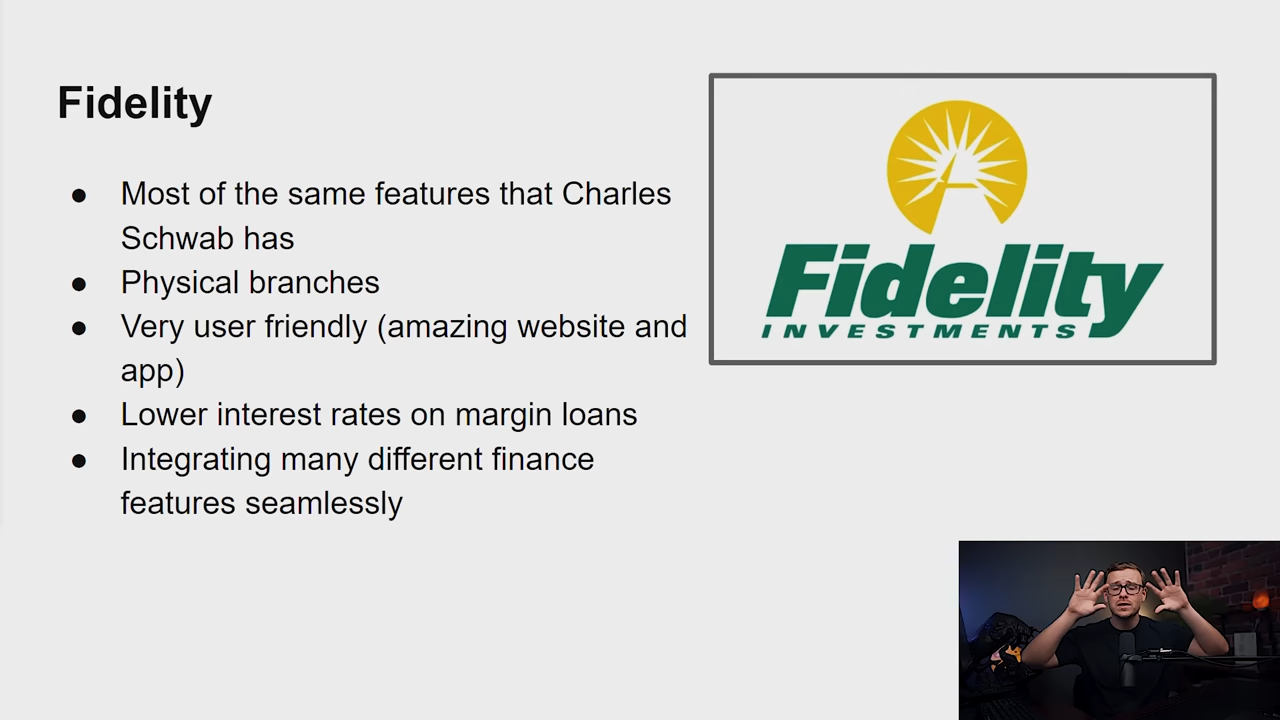 Fidelity
● Most of the same features that Charles
Schwab has
● Physical branches
● Very user friendly (amazing website and
app)
● Lower interest rates on margin loans
● Integrating many different finance
features seamlessly
Fidelity
INVESTMENTS